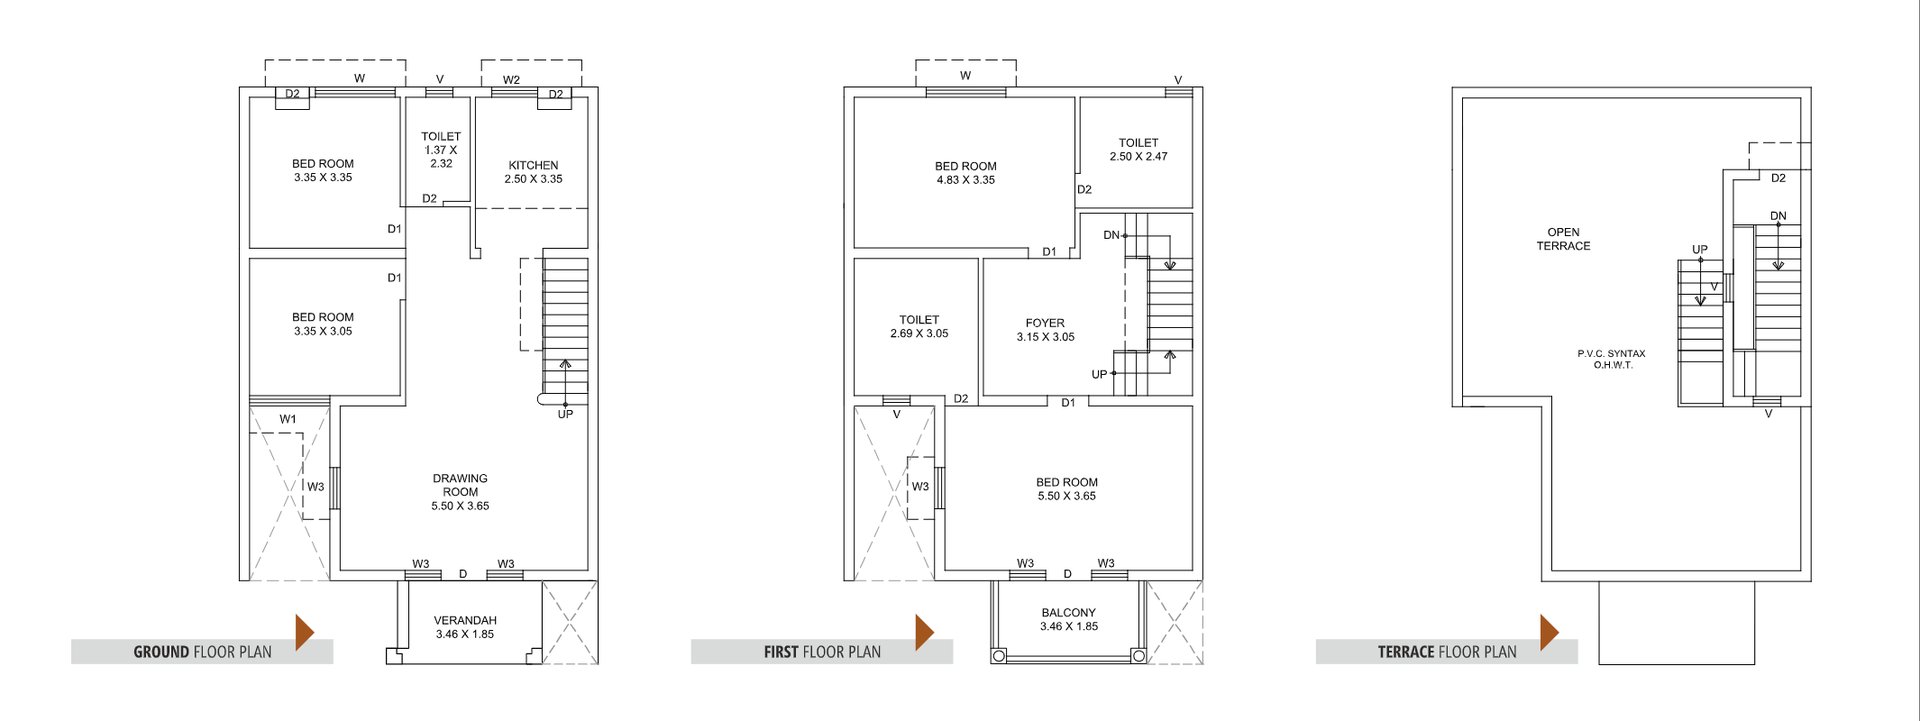 W
V
W2
D2
D2
TOILET
1.37 X
2.32
BED ROOM
3.35 X 3.35
KITCHEN
2.50 X 3.35
D2
D1
D1
BED ROOM
3.35 X 3.05
UP
W1
W3
DRAWING
ROOM
5.50 X 3.65
W3
D
W3
VERANDAH
3.46 X 1.85
GROUND FLOOR PLAN
W
V
TOILET
2.50 X 2.47
BED ROOM
4.83 X 3.35
D2
DN
D1
TOILET
2.69 X 3.05
FOYER
3.15 X 3.05
UP
D2
D1
V
W3
BED ROOM
5.50 X 3.65
W3
D
W3
BALCONY
3.46 X 1.85
FIRST FLOOR PLAN
D2
DN
OPEN
TERRACE
UP
V
P.V.C. SYNTAX
O.H.W.T.
V
TERRACE FLOOR PLAN